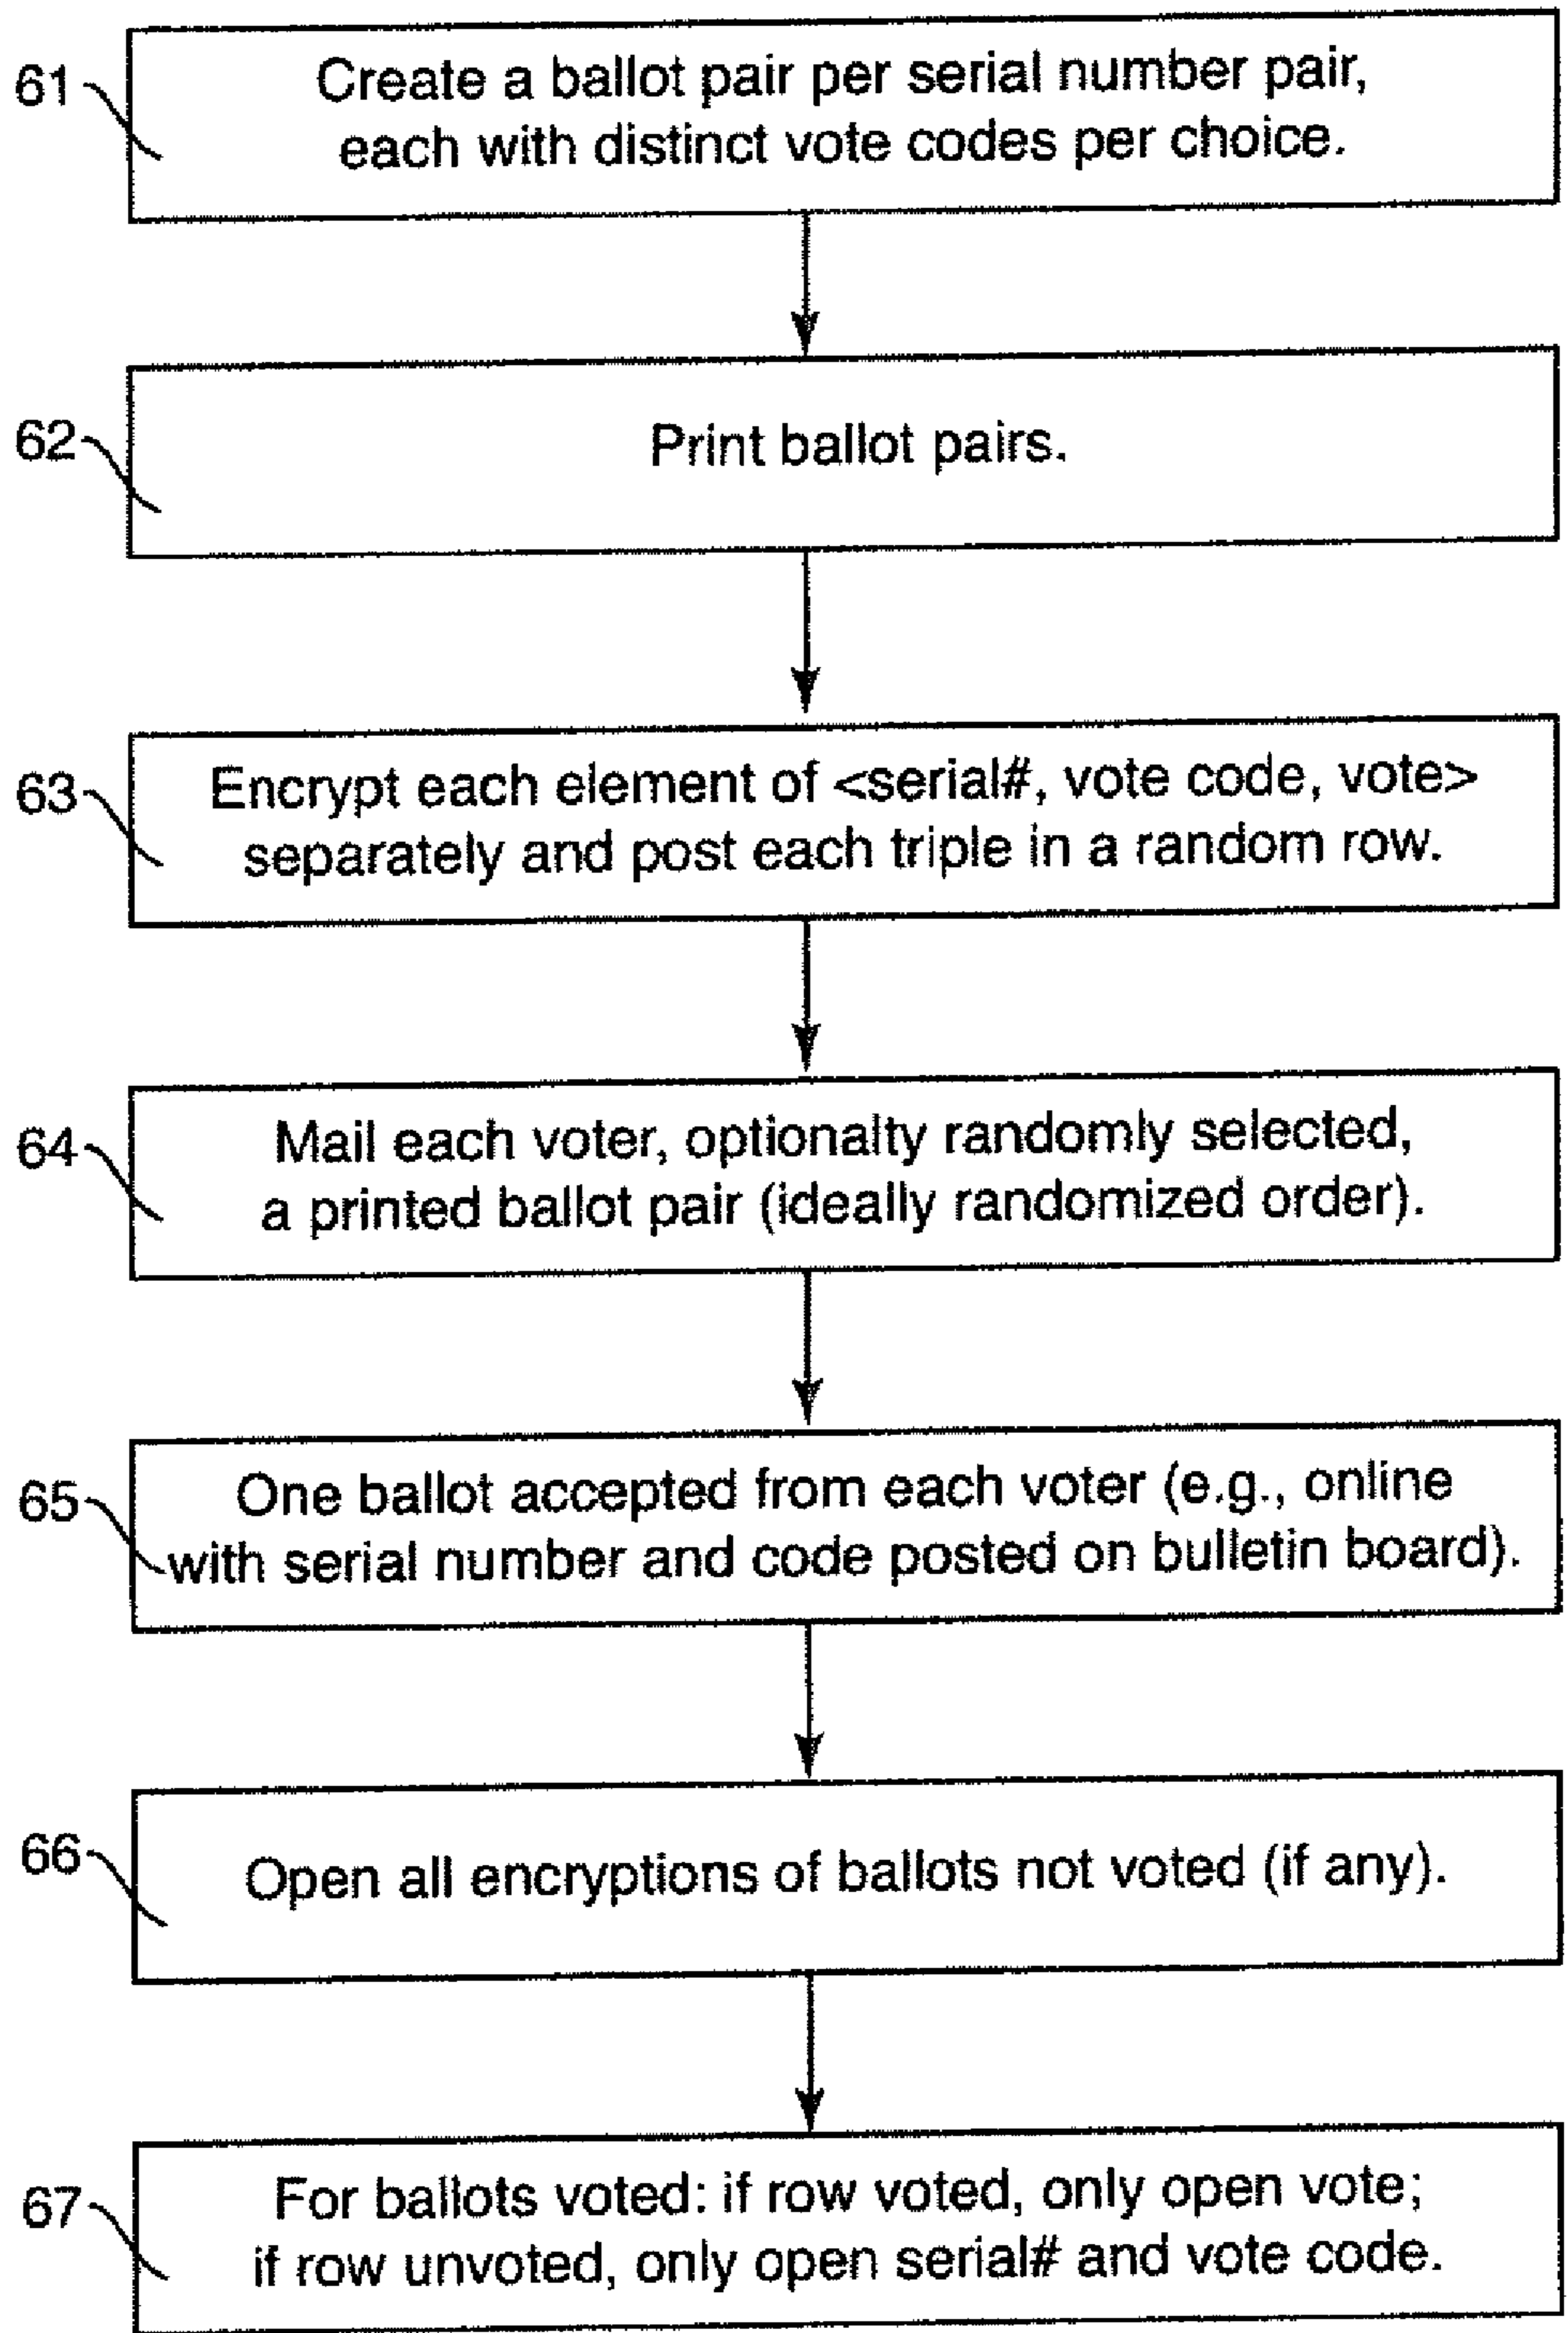 61
Create a ballot pair per serial number pair,
each with distinct vote codes per choice.
62
Print ballot pairs.
63
Encrypt each element of <serial#, vote code, vote>
separately and post each triple in a random row.
64
Mail each voter, optionalty randomly selected,
a printed ballot pair (ideally randomized order).
65
One ballot accepted from each voter (e.g., online
with serial number and code posted on bulletin board).
66
Open all encryptions of ballots not voted (if any).
67
For ballots voted: if row voted, only open vote;
if row unvoted, only open serial# and vote code.